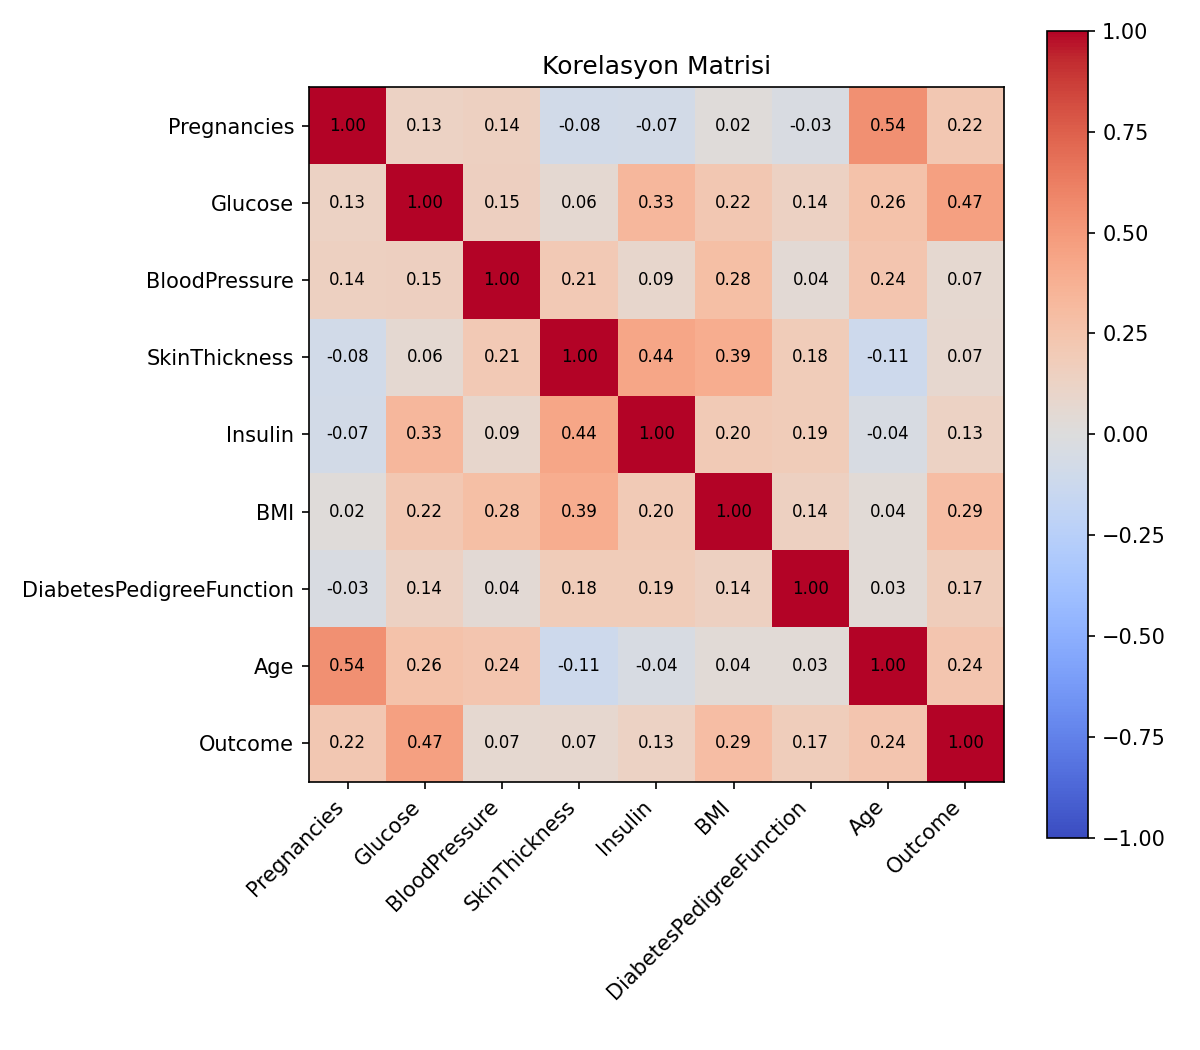 Korelasyon Matrisi
Pregnancies 1.00 0.13 0.14 -0.08 -0.07 0.02 -0.03 0.54 0.22
Glucose 0.13 1.00 0.15 0.06 0.33 0.22 0.14 0.26 0.47
BloodPressure 0.14 0.15 1.00 0.21 0.09 0.28 0.04 0.24 0.07
SkinThickness -0.08 0.06 0.21 1.00 0.44 0.39 0.18 -0.11 0.07
Insulin -0.07 0.33 0.09 0.44 1.00 0.20 0.19 -0.04 0.13
BMI 0.02 0.22 0.28 0.39 0.20 1.00 0.14 0.04 0.29
DiabetesPedigreeFunction -0.03 0.14 0.04 0.18 0.19 0.14 1.00 0.03 0.17
Age 0.54 0.26 0.24 -0.11 -0.04 0.04 0.03 1.00 0.24
Outcome 0.22 0.47 0.07 0.07 0.13 0.29 0.17 0.24 1.00
Pregnancies
Glucose
BloodPressure
SkinThickness
Insulin
BMI
DiabetesPedigreeFunction
Age
Outcome
1.00
0.75
0.50
0.25
0.00
−0.25
−0.50
−0.75
−1.00